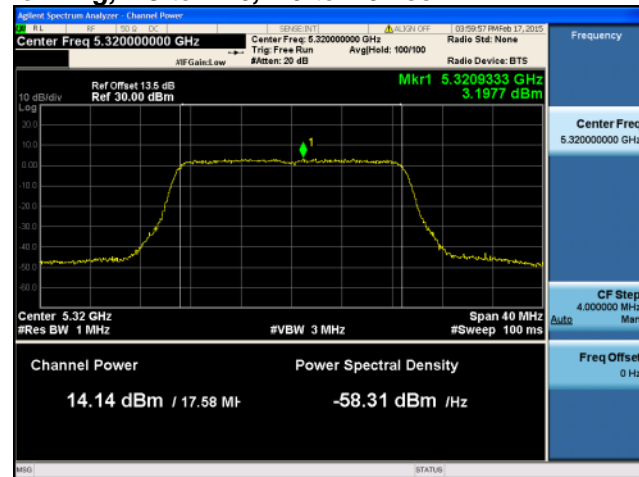 Agilent Spectrum Analyzer - Channel Power
RL RF 50 Ω DC SENSE:INT ALIGN OFF 03:59:57 PM Feb 17, 2015
Center Freq 5.320000000 GHz Center Freq: 5.320000000 GHz Radio Std: None Frequency
Trig: Free Run Avg|Hold: 100/100
#IFGain:Low #Atten: 20 dB Radio Device: BTS
Ref Offset 13.5 dB Mkr1 5.3209333 GHz
10 dB/div Ref 30.00 dBm 3.1977 dBm
Log
20.0
10.0
0.00
-10.0
-20.0
-30.0
-40.0
-50.0
-60.0
1
Center Freq
5.320000000 GHz
Center 5.32 GHz Span 40 MHz
#Res BW 1 MHz #VBW 3 MHz #Sweep 100 ms
CF Step
4.000000 MHz
Auto Man
Channel Power Power Spectral Density
14.14 dBm / 17.58 MH -58.31 dBm /Hz
Freq Offset
0 Hz
MSG STATUS